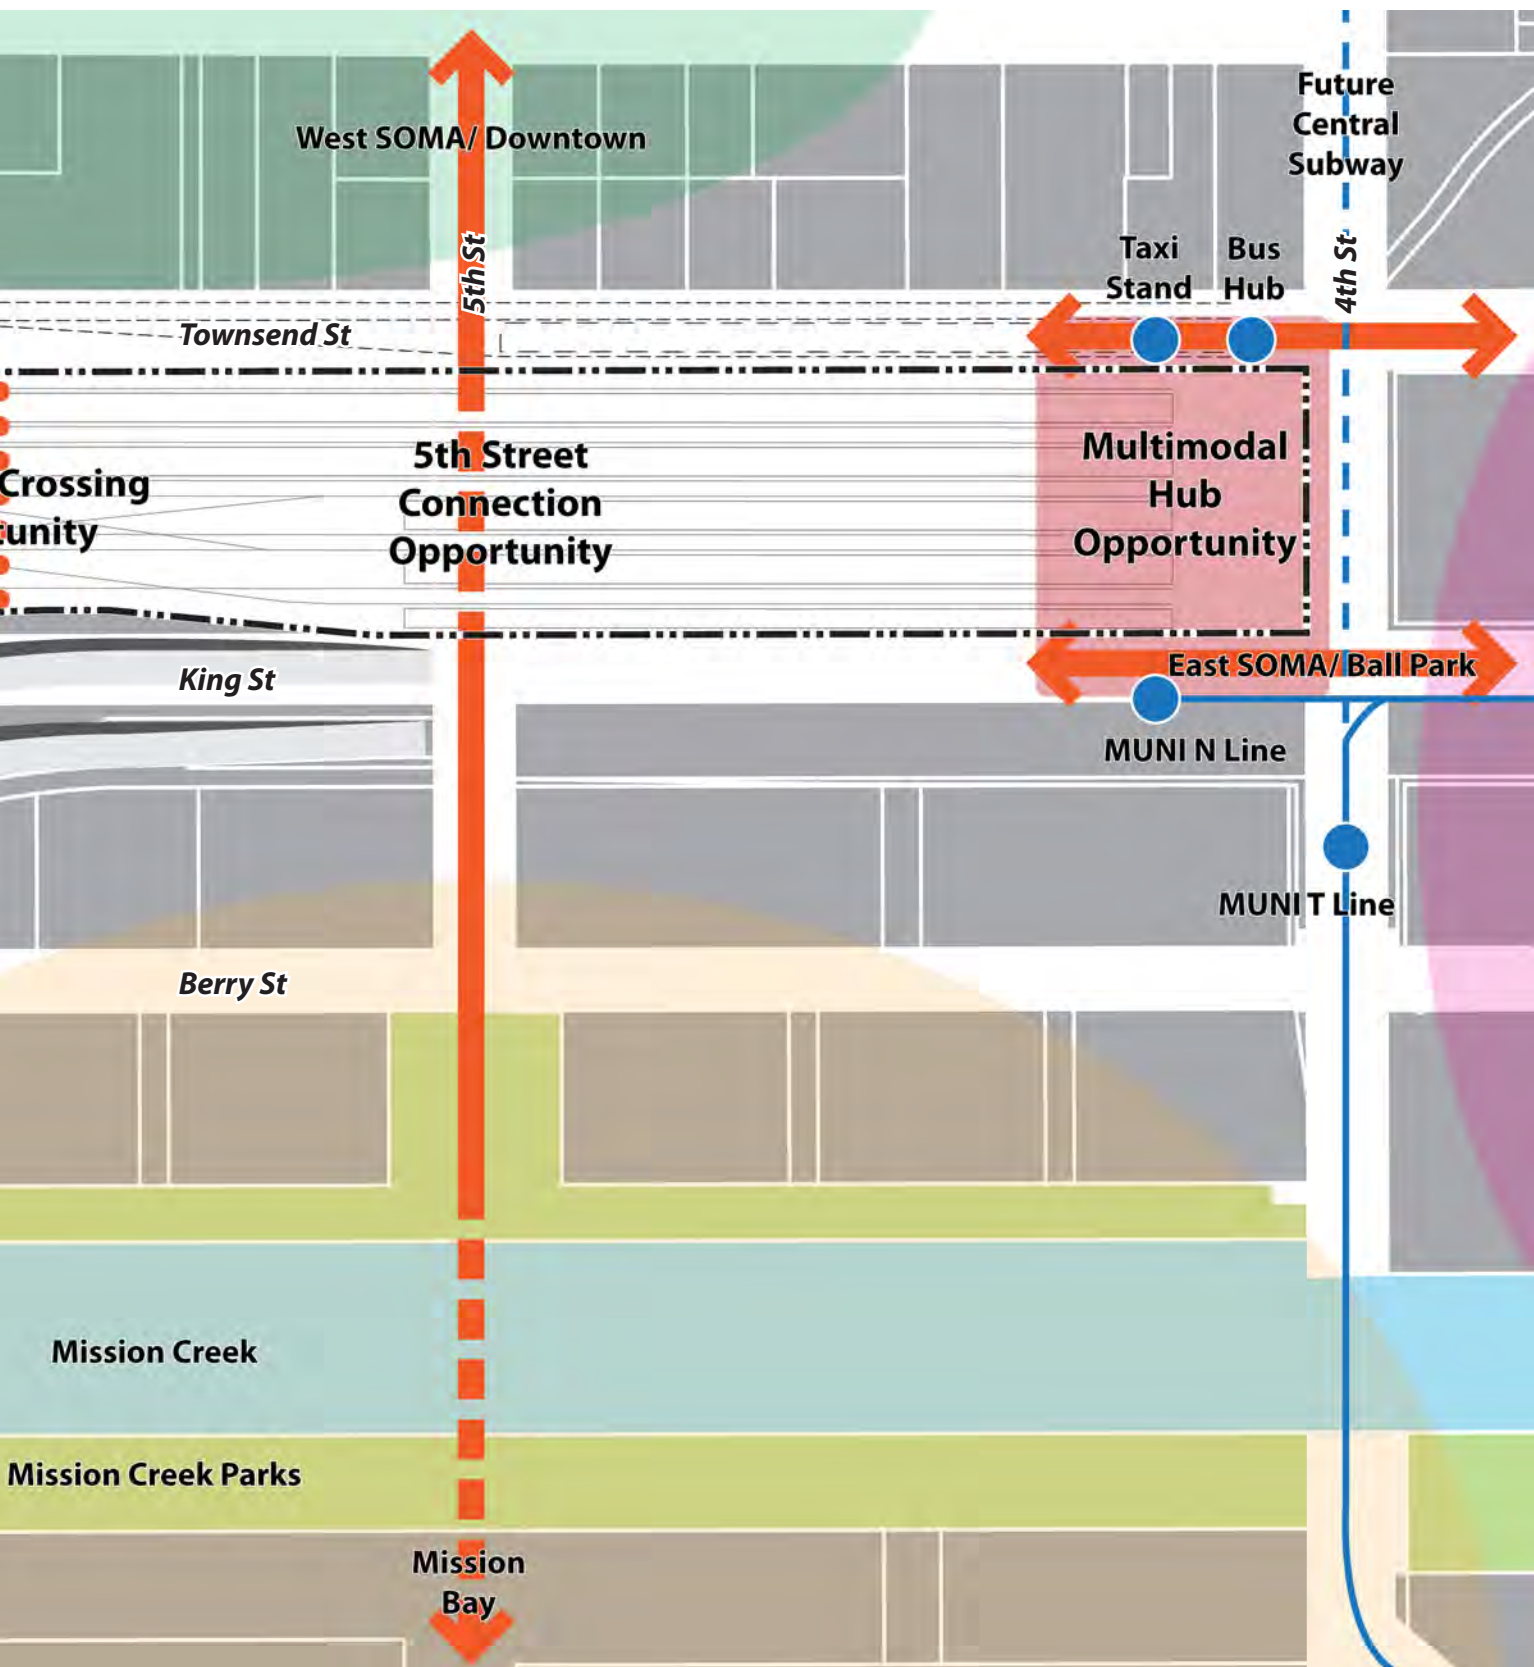 Future
Central
Subway
West SOMA/ Downtown
5th St
4th St
Taxi
Stand
Bus
Hub
Townsend St
Crossing
5th Street
Connection
Opportunity
Multimodal
Hub
Opportunity
King St
East SOMA/ Ball Park
MUNI N Line
MUNI T Line
Berry St
Mission Creek
Mission Creek Parks
Mission
Bay